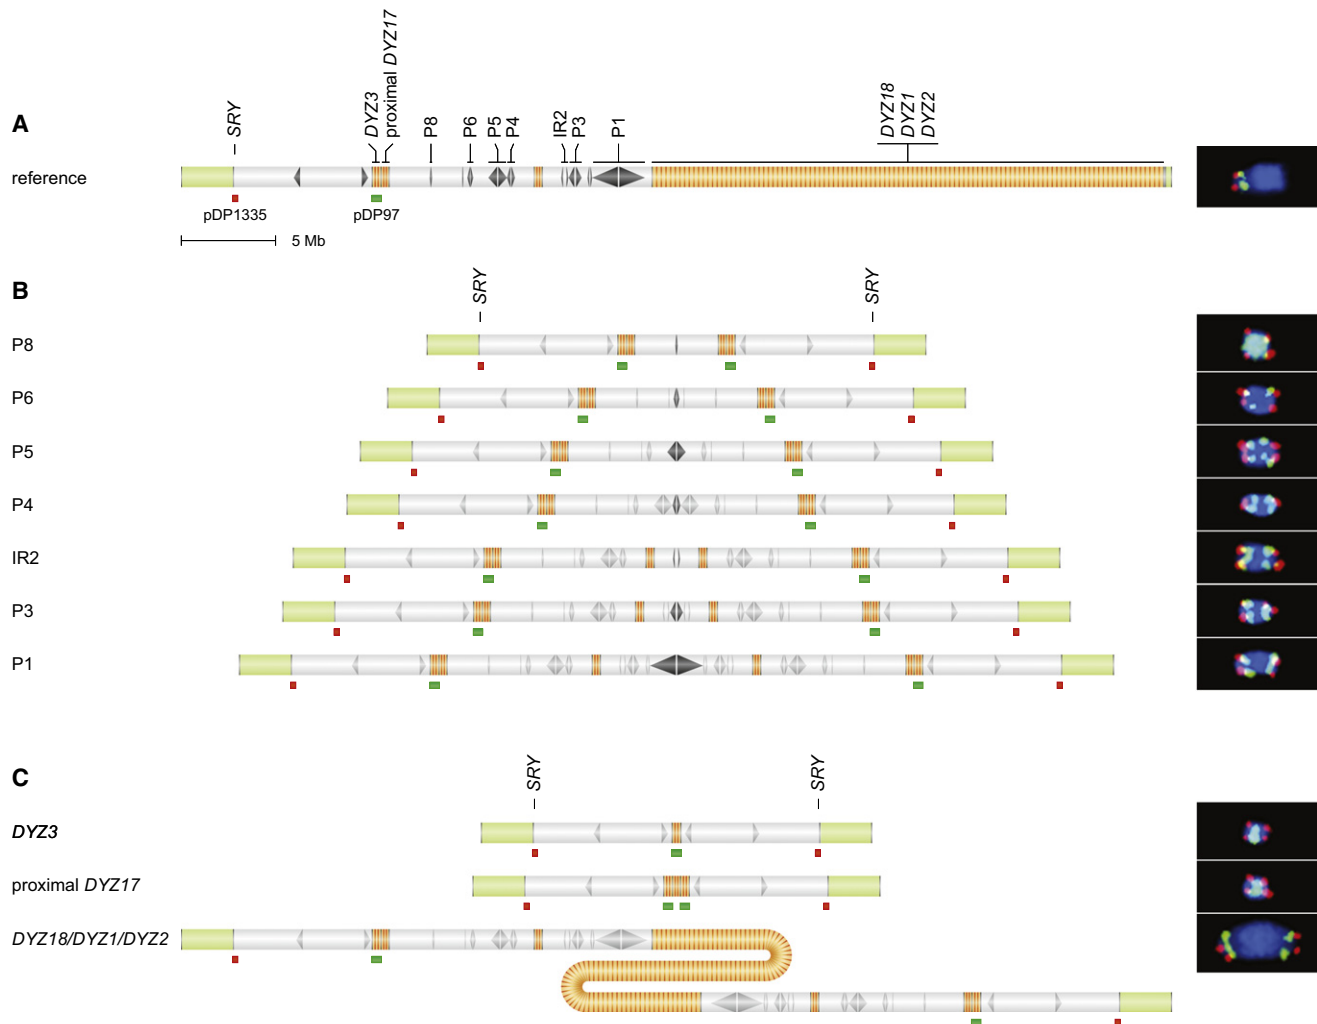 A
SRY
DYZ3
proximal DYZ17
P8
P6
P5
P4
IR2
P3
P1
DYZ18
DYZ1
DYZ2
reference
pDP1335
pDP97
5 Mb
B
SRY
SRY
P8
P6
P5
P4
IR2
P3
P1
C
SRY
SRY
DYZ3
proximal DYZ17
DYZ18/DYZ1/DYZ2